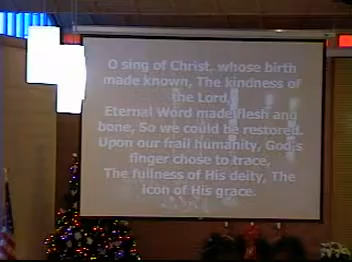 O sing of Christ, whose birth
made known, The kindness of
the Lord,
Eternal Word made flesh and
bone, So we could be restored.
Upon our frail humanity, God's
finger chose to trace,
The fullness of His deity, The
icon of His grace.